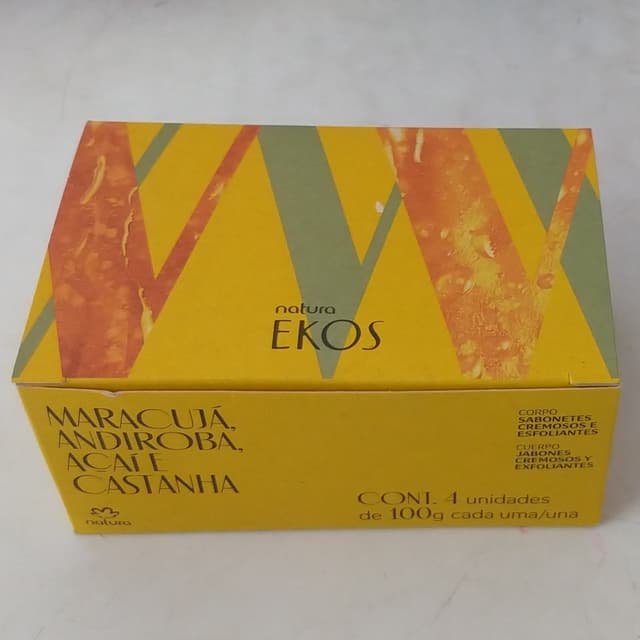 natura
EKOS
MARACUJÁ,
ANDIROBA,
AÇAÍ E
CASTANHA
natura
CORPO
SABONETES
CREMOSOS E
ESFOLIANTES
CUERPO
JABONES
CREMOSOS Y
EXFOLIANTES
CONT. 4 unidades
de 100g cada uma/una